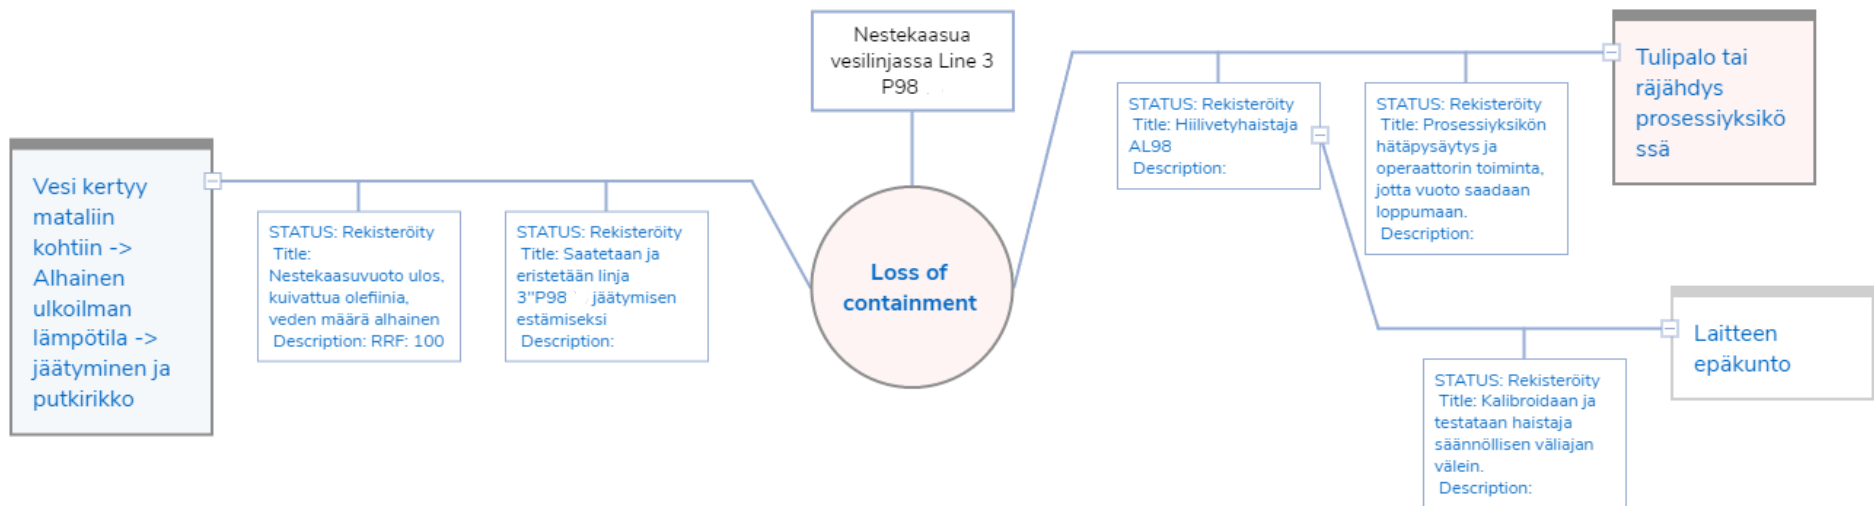 Vesi kertyy
mataliin
kohtiin ->
Alhainen
ulkoilman
lämpötila ->
jäätyminen ja
putkirikko
STATUS: Rekisteröity
Title:
Nestekaasuvuoto ulos,
kuivattua olefiinia,
veden määrä alhainen
Description: RRF: 100
STATUS: Rekisteröity
Title: Saatetaan ja
eristetään linja
3"P98 jäätymisen
estämiseksi
Description:
Nestekaasua
vesilinjassa Line 3
P98
Loss of
containment
STATUS: Rekisteröity
Title: Hiilivetyhaistaja
AL98
Description:
STATUS: Rekisteröity
Title: Prosessiyksikön
hätäpysäytys ja
operaattorin toiminta,
jotta vuoto saadaan
loppumaan.
Description:
Tulipalo tai
räjähdys
prosessiyksikö
ssä
STATUS: Rekisteröity
Title: Kalibroidaan ja
testataan haistaja
säännöllisen väliajan
välein.
Description:
Laitteen
epäkunto